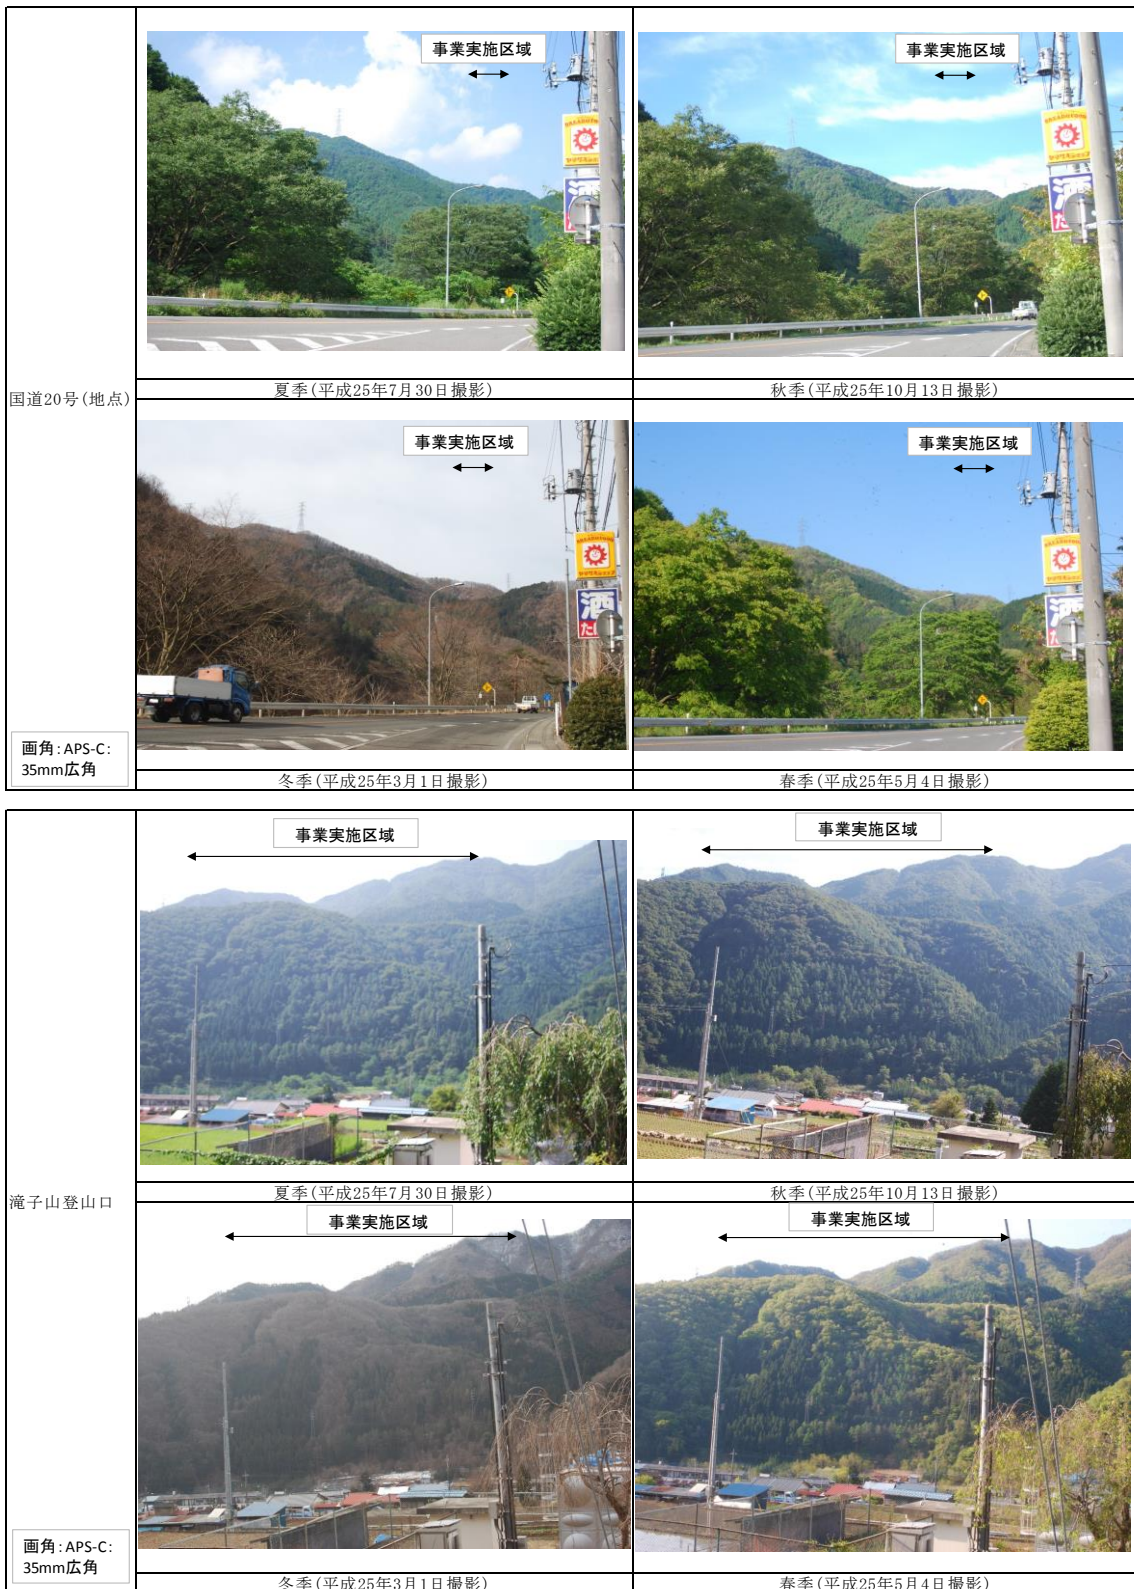 国道20号(地点)
画角：APS-C：
35mm広角
事業実施区域
酒
夏季(平成25年7月30日撮影)
事業実施区域
酒
秋季(平成25年10月13日撮影)
事業実施区域
酒
た
冬季(平成25年3月1日撮影)
事業実施区域
酒
た
春季(平成25年5月4日撮影)
滝子山登山口
画角：APS-C：
35mm広角
事業実施区域
夏季(平成25年7月30日撮影)
事業実施区域
秋季(平成25年10月13日撮影)
事業実施区域
冬季(平成25年3月1日撮影)
事業実施区域
春季(平成25年5月4日撮影)